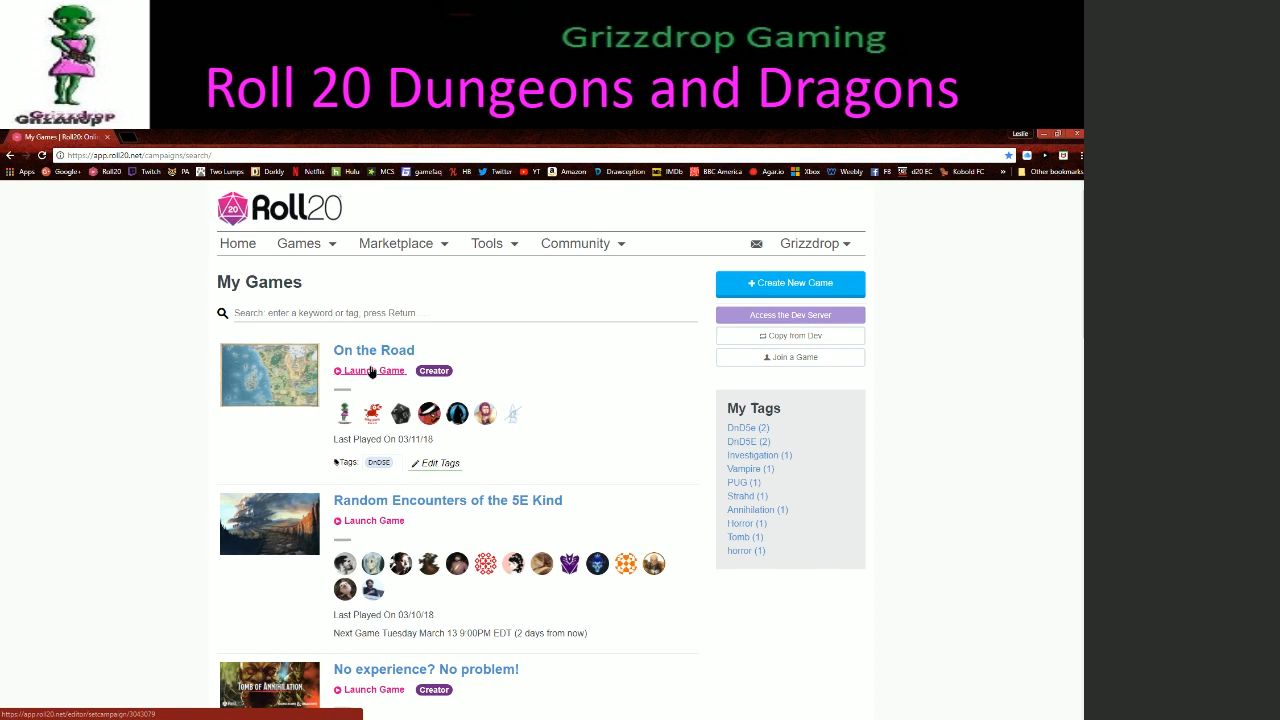 Grizzdrop Gaming
Roll 20 Dungeons and Dragons
Grizzdrop
My Games | Roll20: Onli
Leslie
https://app.roll20.net/campaigns/search/
Apps Google+ Roll20 Twitch PA Two Lumps Dorkly Netflix Hulu MCS gamefaq HB Twitter YT Amazon Drawception IMDb BBC America Agar.io Xbox Weebly FB d20 EC Kobold FC » Other bookmarks
Roll20
Home Games Marketplace Tools Community Grizzdrop
My Games
+ Create New Game
Search: enter a keyword or tag, press Return ...
Access the Dev Server
Copy from Dev
Join a Game
On the Road
Launch Game Creator
Last Played On 03/11/18
Tags: DnD5E Edit Tags
My Tags
DnD5e (2)
DnD5E (2)
Investigation (1)
Vampire (1)
PUG (1)
Strahd (1)
Annihilation (1)
Horror (1)
Tomb (1)
horror (1)
Random Encounters of the 5E Kind
Launch Game
Last Played On 03/10/18
Next Game Tuesday March 13 9:00PM EDT (2 days from now)
No experience? No problem!
Launch Game Creator
TOMB OF ANNIHILATION
https://app.roll20.net/editor/setcampaign/3043079